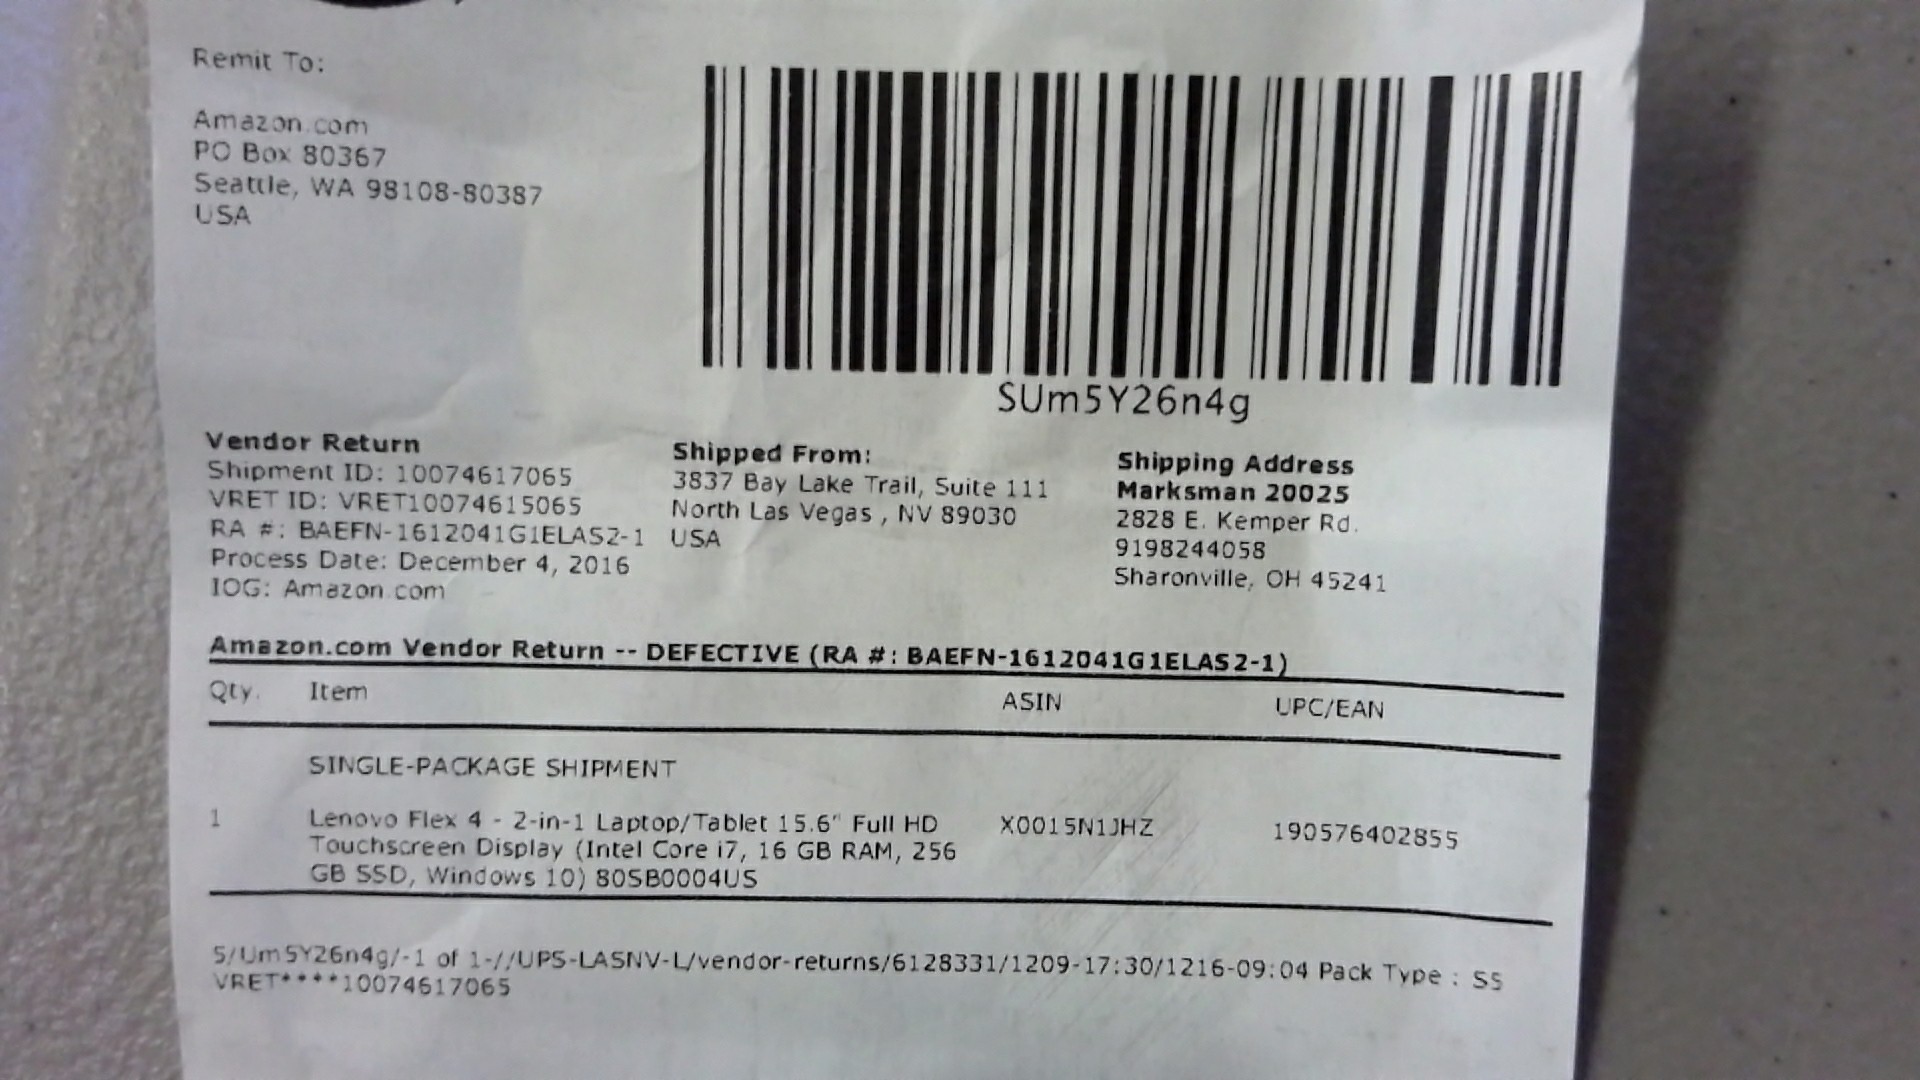 Remit To:
Amazon.com
PO Box 80367
Seattle, WA 98108-80387
USA
SUm5Y26n4g
Vendor Return
Shipment ID: 10074617065
VRET ID: VRET10074615065
RA #: BAEFN-1612041G1ELAS2-1
Process Date: December 4, 2016
IOG: Amazon.com
Shipped From:
3837 Bay Lake Trail, Suite 111
North Las Vegas , NV 89030
USA
Shipping Address
Marksman 20025
2828 E. Kemper Rd.
9198244058
Sharonville, OH 45241
Amazon.com Vendor Return -- DEFECTIVE (RA #: BAEFN-1612041G1ELAS2-1)
Qty. Item ASIN UPC/EAN
SINGLE-PACKAGE SHIPMENT
1 Lenovo Flex 4 - 2-in-1 Laptop/Tablet 15.6" Full HD X0015N1JHZ 190576402855
Touchscreen Display (Intel Core i7, 16 GB RAM, 256
GB SSD, Windows 10) 80SB0004US
S/Um5Y26n4g/-1 of 1-//UPS-LASNV-L/vendor-returns/6128331/1209-17:30/1216-09:04 Pack Type : SS
VRET****10074617065